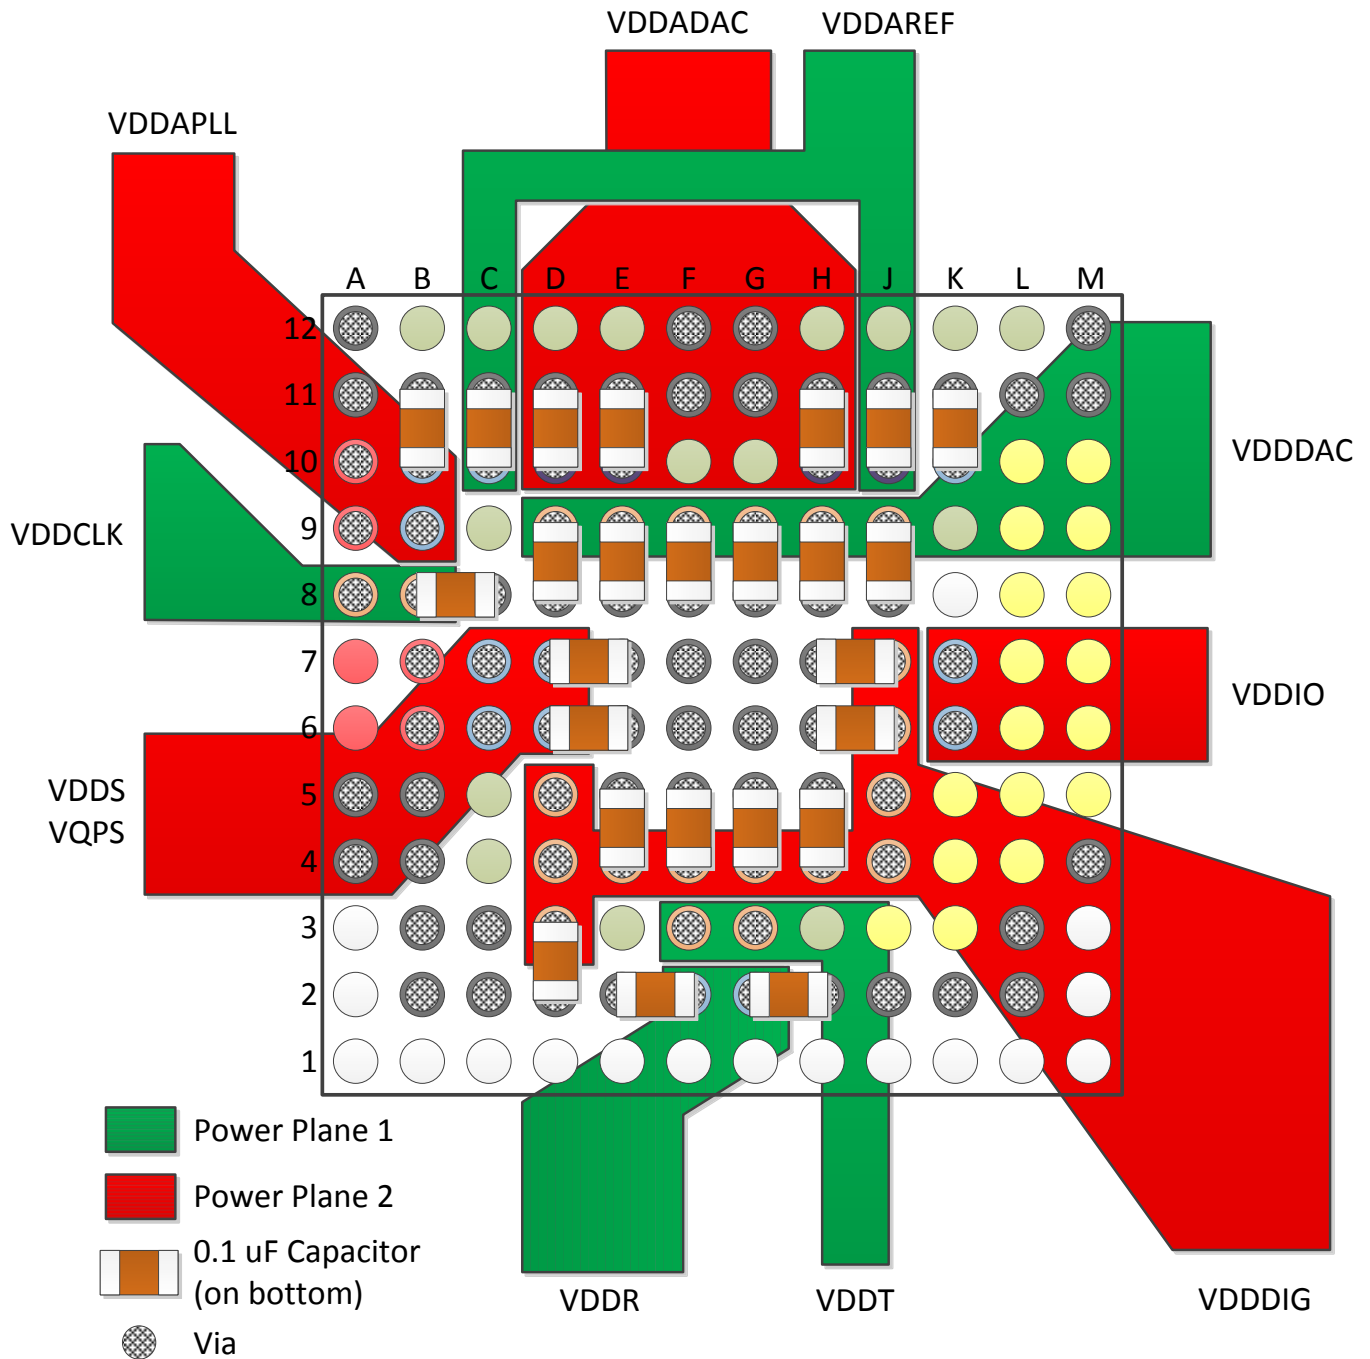 VDDADAC
VDDAREF
VDDAPLL
A B C D E F G H J K L M
12
11
10
VDDDAC
9
VDDCLK
8
7
VDDIO
6
VDDS
VQPS
5
4
3
2
1
Power Plane 1
Power Plane 2
0.1 uF Capacitor
(on bottom)
Via
VDDR
VDDT
VDDDIG